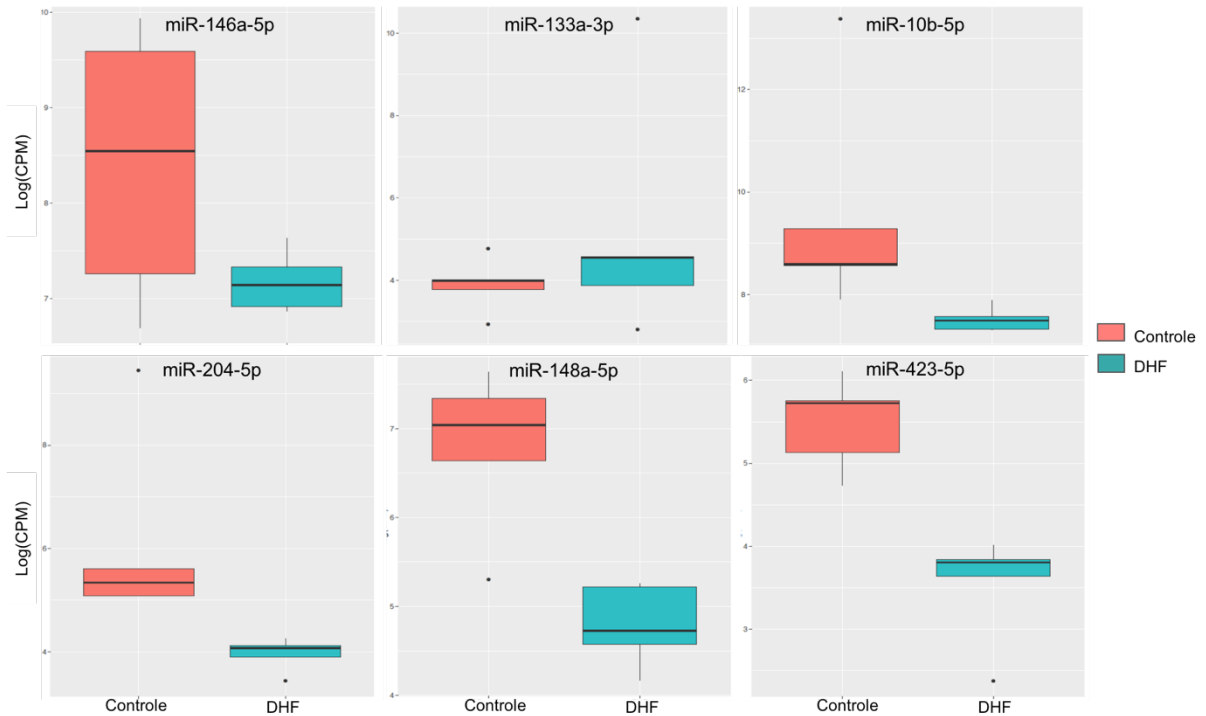 miR-146a-5p
miR-133a-3p
miR-10b-5p
Log(CPM)
10
9
8
7
10
8
6
4
12
10
8
miR-204-5p
miR-148a-5p
miR-423-5p
Log(CPM)
8
6
4
7
6
5
4
6
5
4
3
Controle
DHF
Controle
DHF
Controle
DHF
Controle
DHF